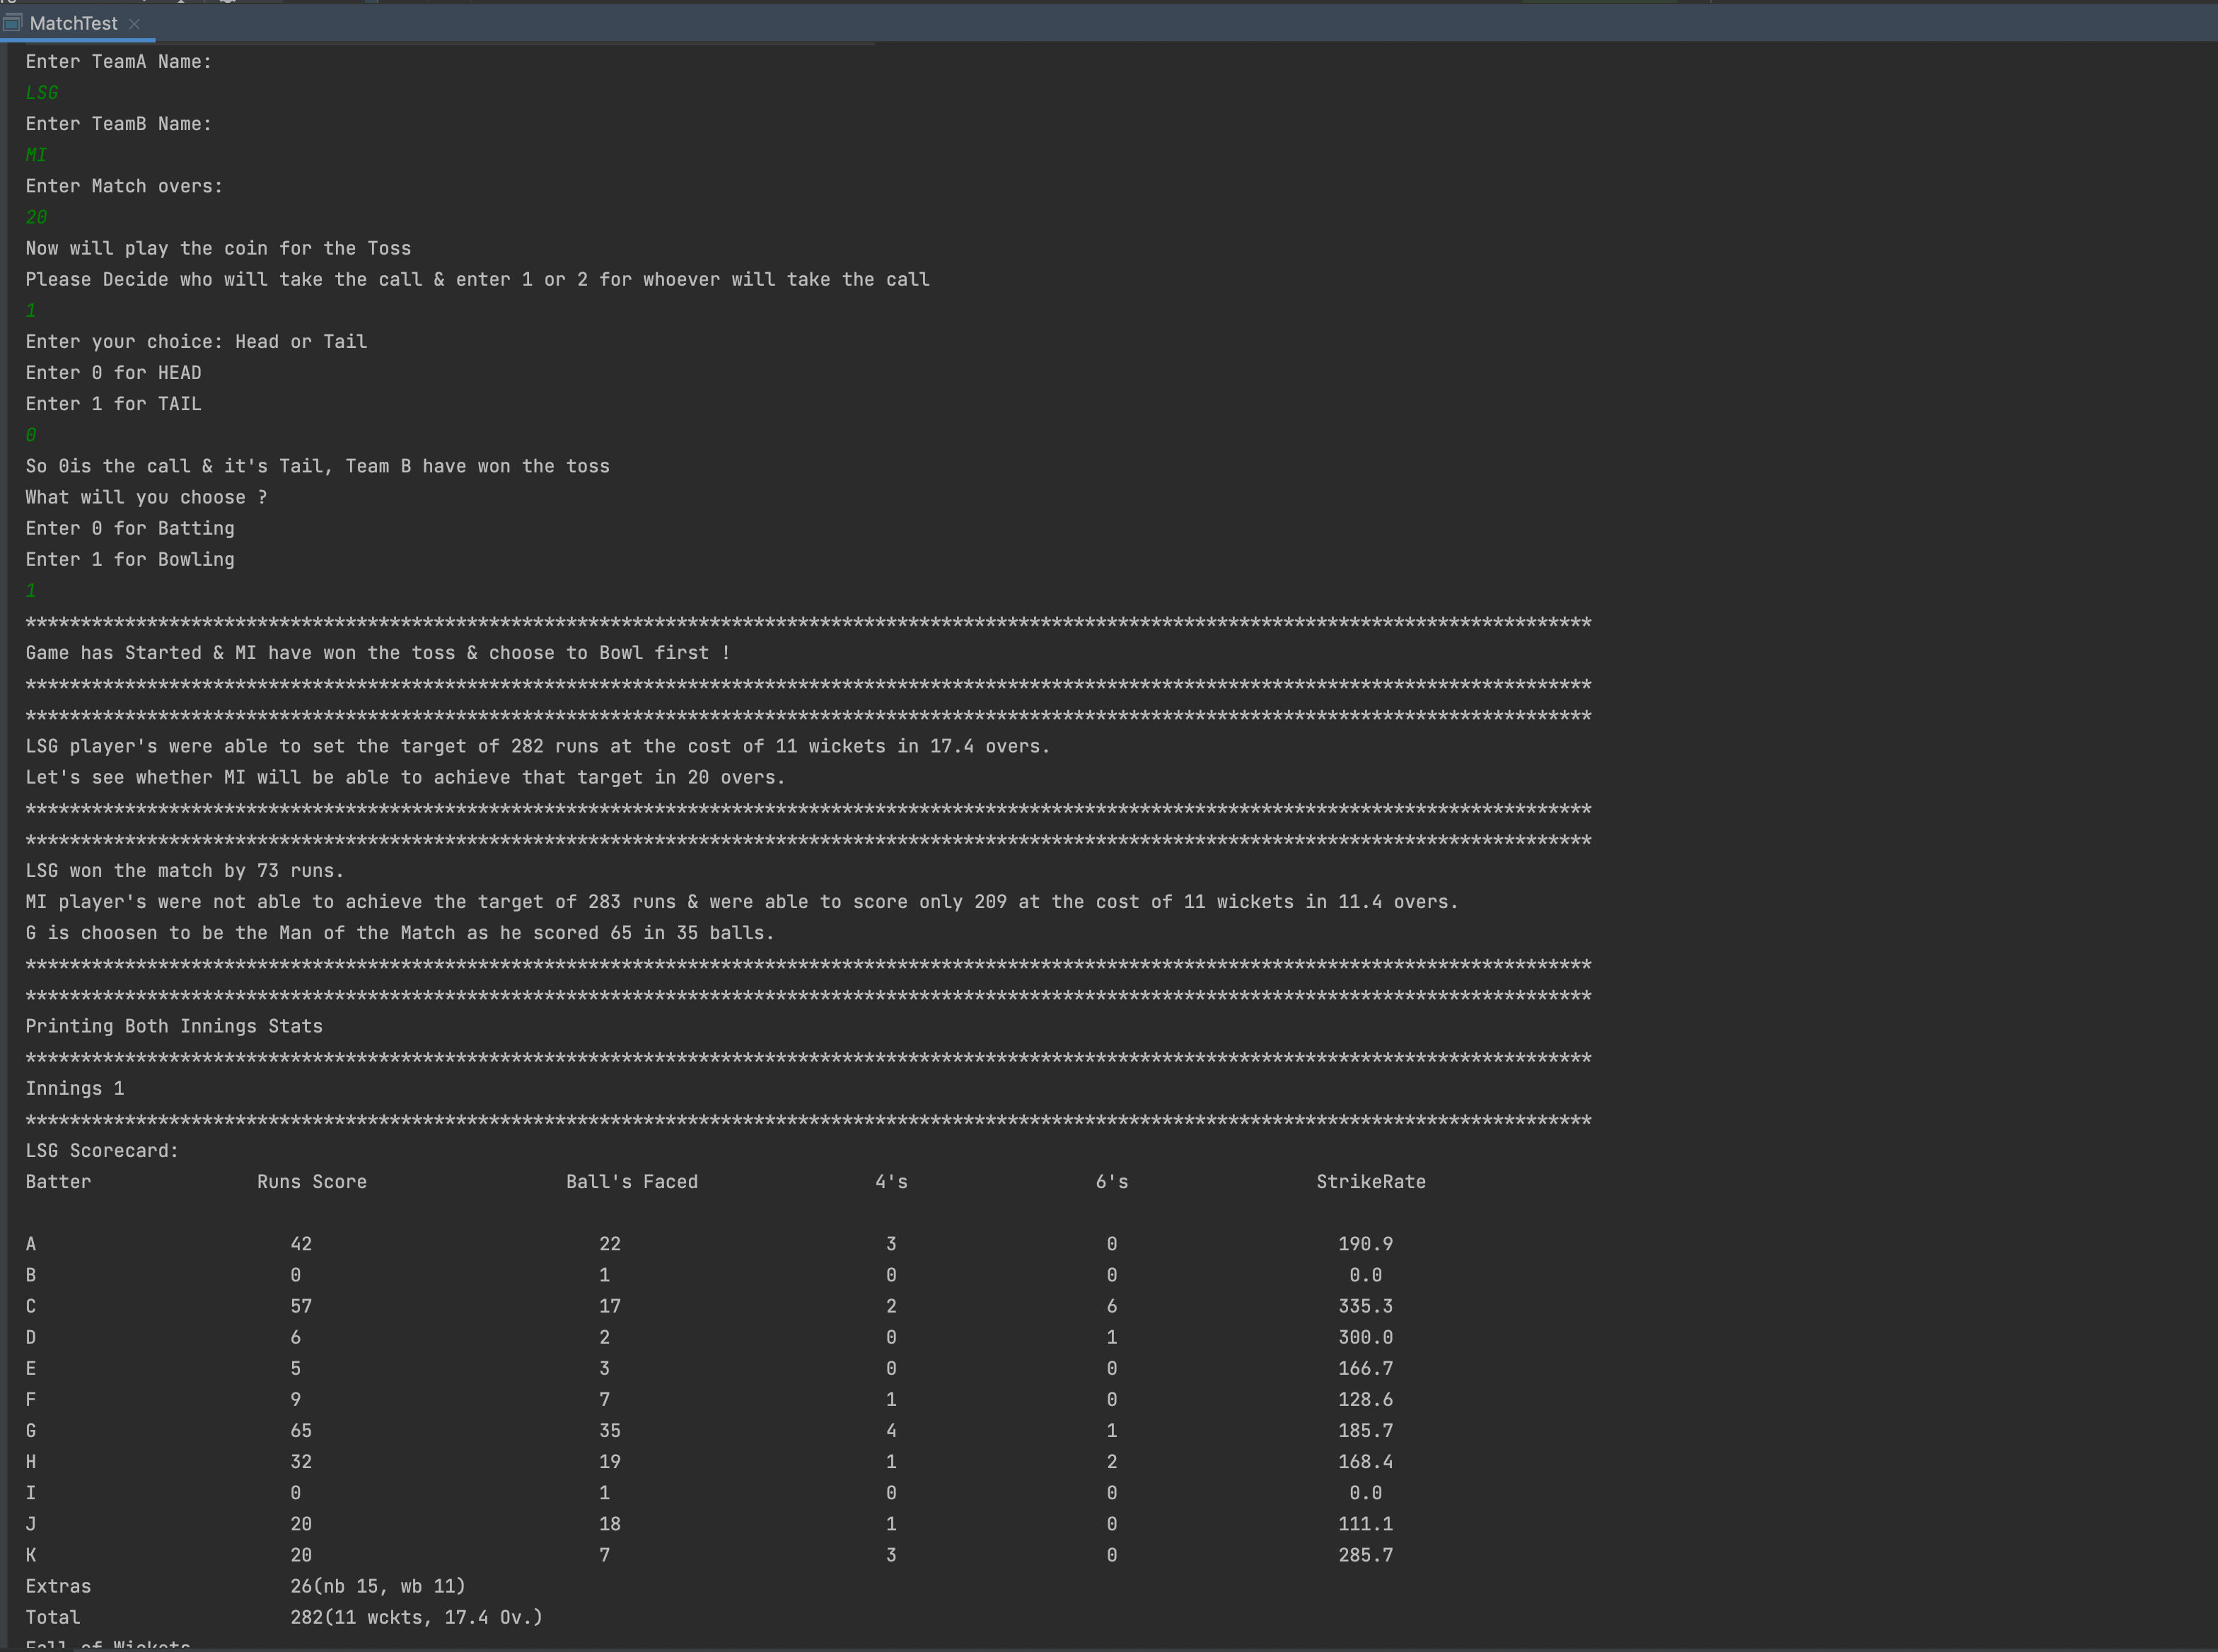 MatchTest
Enter TeamA Name:
LSG
Enter TeamB Name:
MI
Enter Match overs:
20
Now will play the coin for the Toss
Please Decide who will take the call & enter 1 or 2 for whoever will take the call
1
Enter your choice: Head or Tail
Enter 0 for HEAD
Enter 1 for TAIL
0
So 0is the call & it's Tail, Team B have won the toss
What will you choose ?
Enter 0 for Batting
Enter 1 for Bowling
1
**********************************************************************************************************************************************
Game has Started & MI have won the toss & choose to Bowl first !
**********************************************************************************************************************************************
**********************************************************************************************************************************************
LSG player's were able to set the target of 282 runs at the cost of 11 wickets in 17.4 overs.
Let's see whether MI will be able to achieve that target in 20 overs.
**********************************************************************************************************************************************
**********************************************************************************************************************************************
LSG won the match by 73 runs.
MI player's were not able to achieve the target of 283 runs & were able to score only 209 at the cost of 11 wickets in 11.4 overs.
G is choosen to be the Man of the Match as he scored 65 in 35 balls.
**********************************************************************************************************************************************
**********************************************************************************************************************************************
Printing Both Innings Stats
**********************************************************************************************************************************************
Innings 1
**********************************************************************************************************************************************
LSG Scorecard:
Batter Runs Score Ball's Faced 4's 6's StrikeRate
A 42 22 3 0 190.9
B 0 1 0 0 0.0
C 57 17 2 6 335.3
D 6 2 0 1 300.0
E 5 3 0 0 166.7
F 9 7 1 0 128.6
G 65 35 4 1 185.7
H 32 19 1 2 168.4
I 0 1 0 0 0.0
J 20 18 1 0 111.1
K 20 7 3 0 285.7
Extras 26(nb 15, wb 11)
Total 282(11 wckts, 17.4 Ov.)
Fall of Wickets